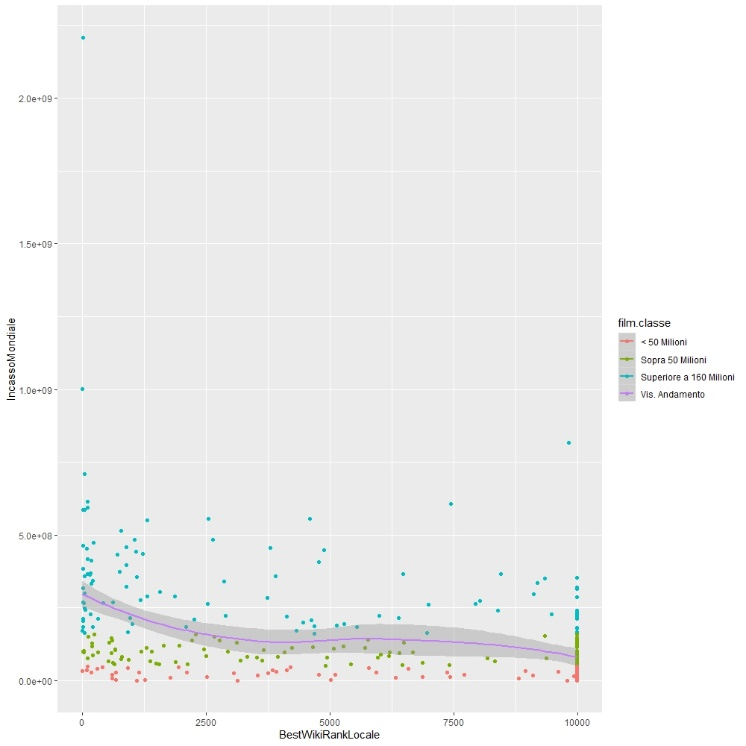 2.0e+09
1.5e+09
1.0e+09
5.0e+08
0.0e+00
IncassoMondiale
0 2500 5000 7500 10000
BestWikiRankLocale
film.classe
< 50 Milioni
Sopra 50 Milioni
Superiore a 160 Milioni
Vis. Andamento